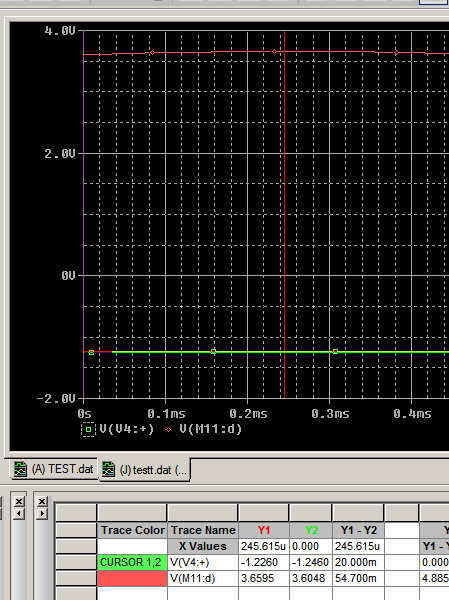 4.0V
2.0V
0V
-2.0V
0s 0.1ms 0.2ms 0.3ms 0.4ms
V(V4:+) V(M11:d)
(A) TEST.dat (J) testt.dat (...
Trace Color Trace Name Y1 Y2 Y1 - Y2 Y
X Values 245.615u 0.000 245.615u Y1 - Y
CURSOR 1,2 V(V4:+) -1.2260 -1.2460 20.000m 0.000
V(M11:d) 3.6595 3.6048 54.700m 4.885